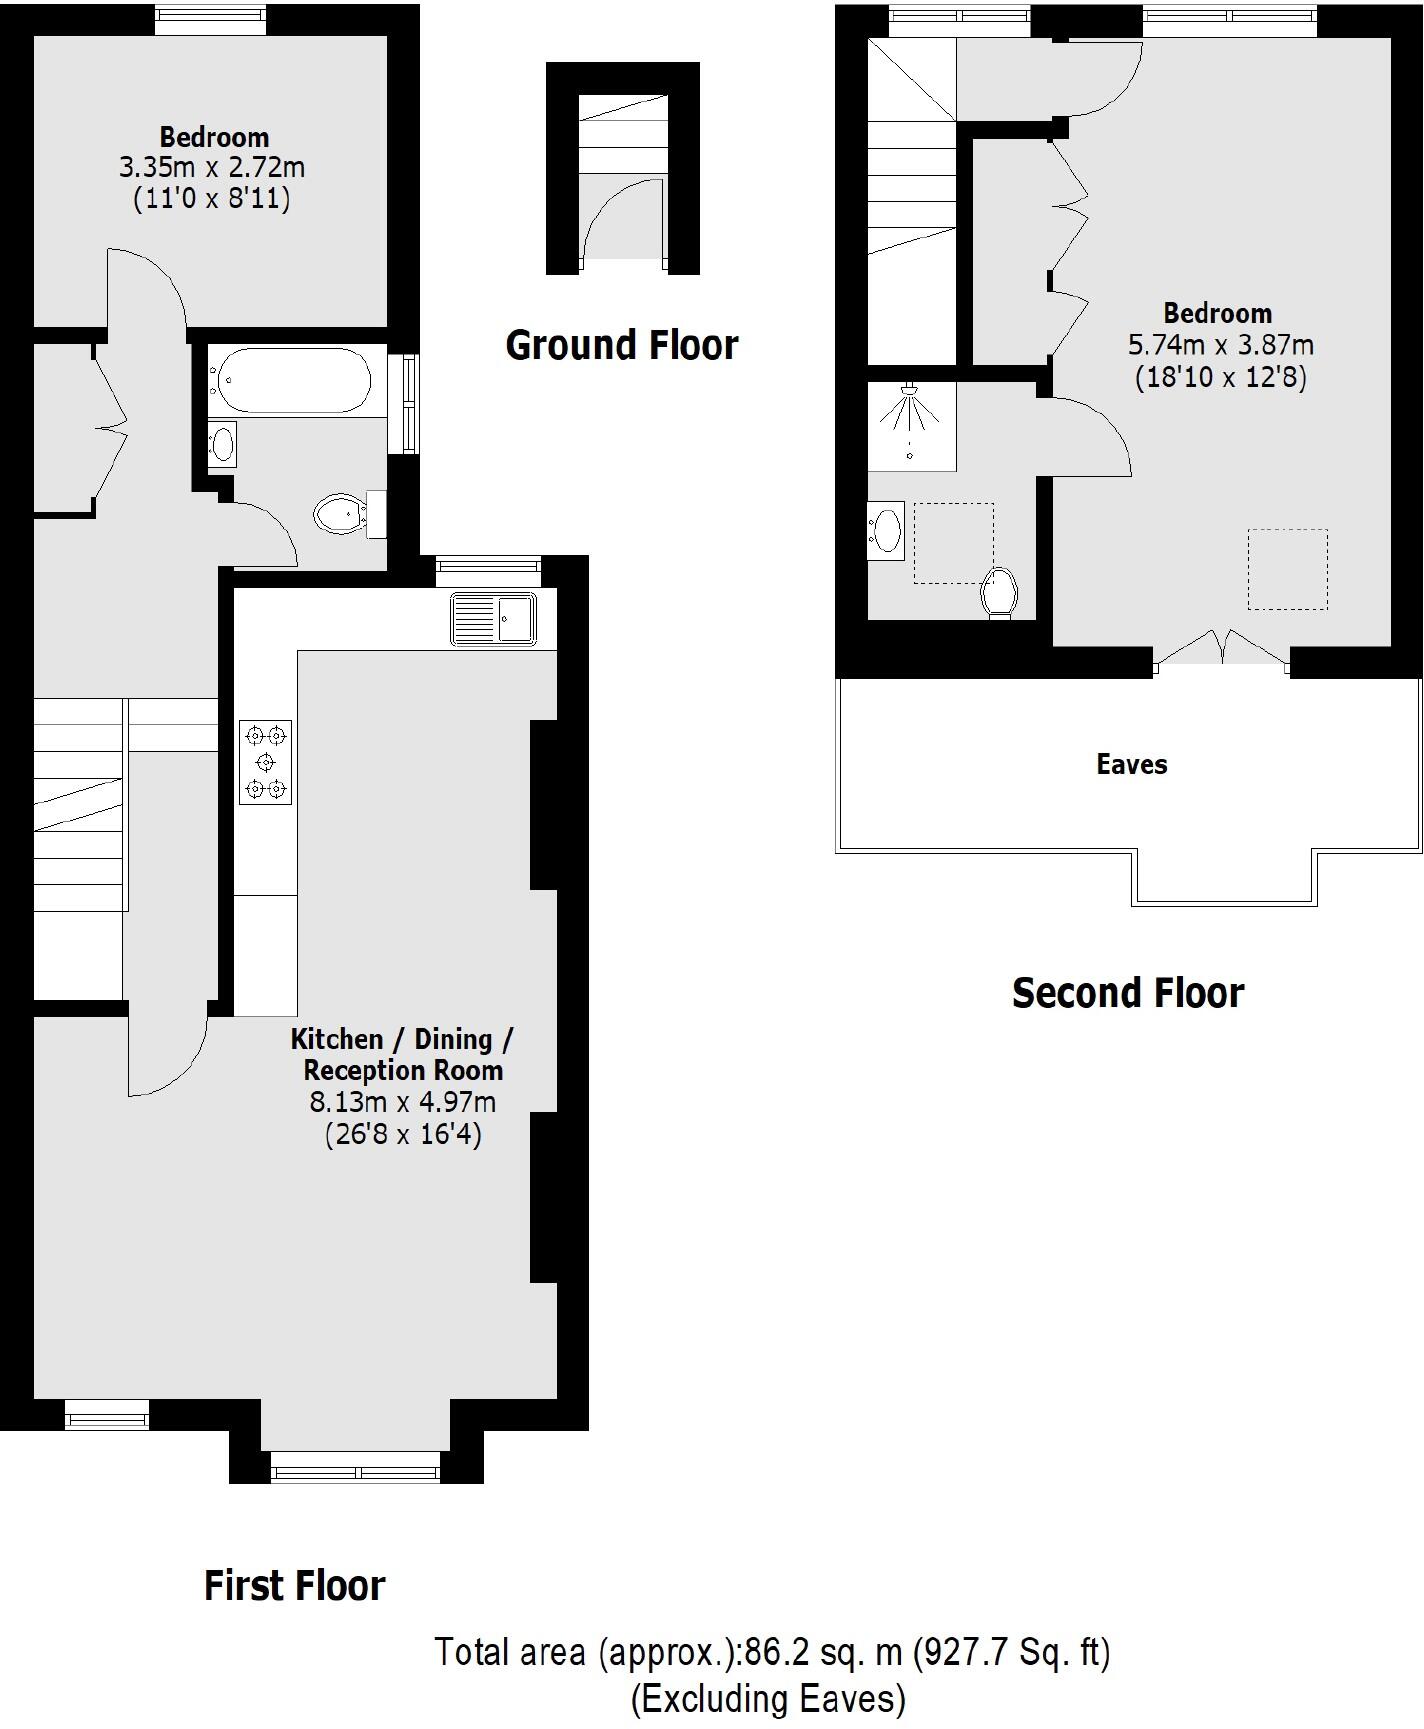 Bedroom
3.35m x 2.72m
(11'0 x 8'11)
Ground Floor
Bedroom
5.74m x 3.87m
(18'10 x 12'8)
Eaves
Second Floor
Kitchen / Dining /
Reception Room
8.13m x 4.97m
(26'8 x 16'4)
First Floor
Total area (approx.):86.2 sq. m (927.7 Sq. ft)
(Excluding Eaves)